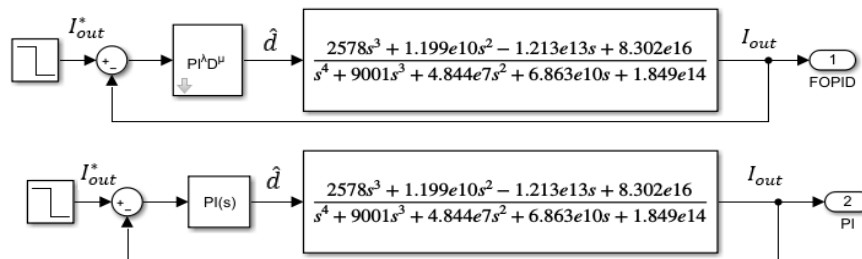 I*out
+
−
PI^λD^μ
d̂
2578s³ + 1.199e10s² − 1.213e13s + 8.302e16
s⁴ + 9001s³ + 4.844e7s² + 6.863e10s + 1.849e14
Iout
1
FOPID
I*out
+
−
PI(s)
d̂
2578s³ + 1.199e10s² − 1.213e13s + 8.302e16
s⁴ + 9001s³ + 4.844e7s² + 6.863e10s + 1.849e14
Iout
2
PI